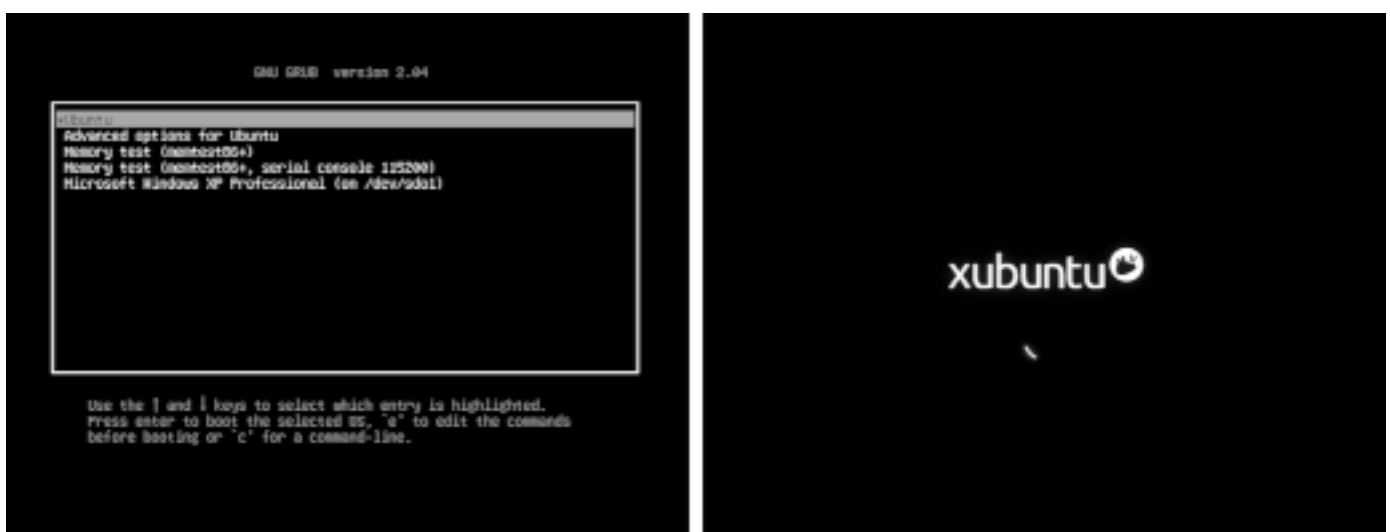 GNU GRUB version 2.04
*Ubuntu
Advanced options for Ubuntu
Memory test (memtest86+)
Memory test (memtest86+, serial console 115200)
Microsoft Windows XP Professional (on /dev/sda1)
Use the ↑ and ↓ keys to select which entry is highlighted.
Press enter to boot the selected OS, `e' to edit the commands
before booting or `c' for a command-line.
xubuntu